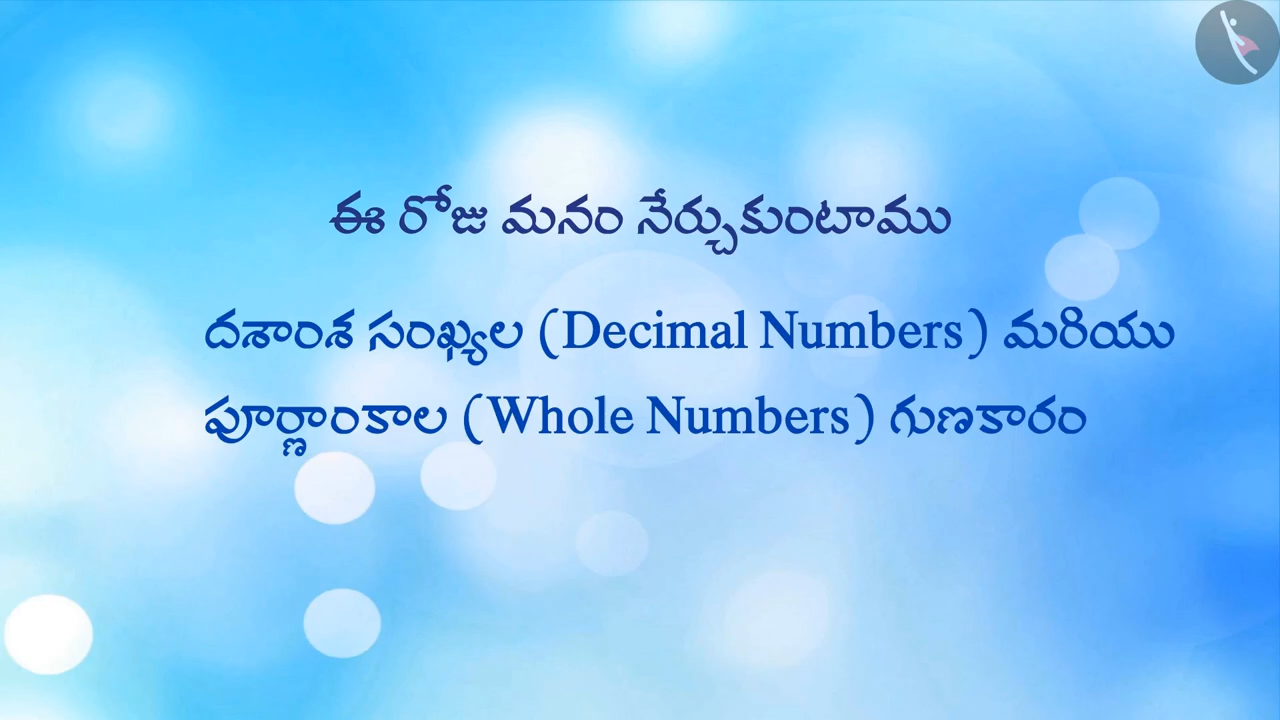 ఈ రోజు మనం నేర్చుకుంటాము
దశాంశ సంఖ్యల (Decimal Numbers) మరియు
పూర్ణాంకాల (Whole Numbers) గుణకారం